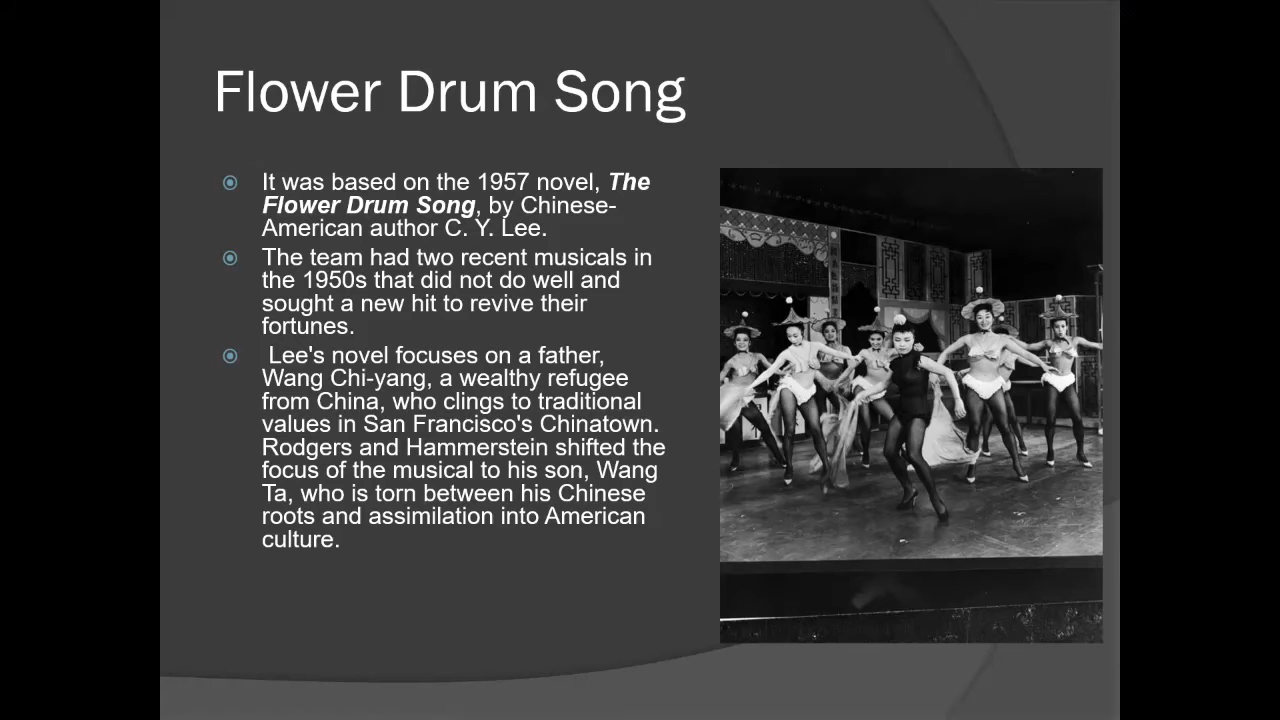 Flower Drum Song
It was based on the 1957 novel, The
Flower Drum Song, by Chinese-
American author C. Y. Lee.
The team had two recent musicals in
the 1950s that did not do well and
sought a new hit to revive their
fortunes.
Lee's novel focuses on a father,
Wang Chi-yang, a wealthy refugee
from China, who clings to traditional
values in San Francisco's Chinatown.
Rodgers and Hammerstein shifted the
focus of the musical to his son, Wang
Ta, who is torn between his Chinese
roots and assimilation into American
culture.